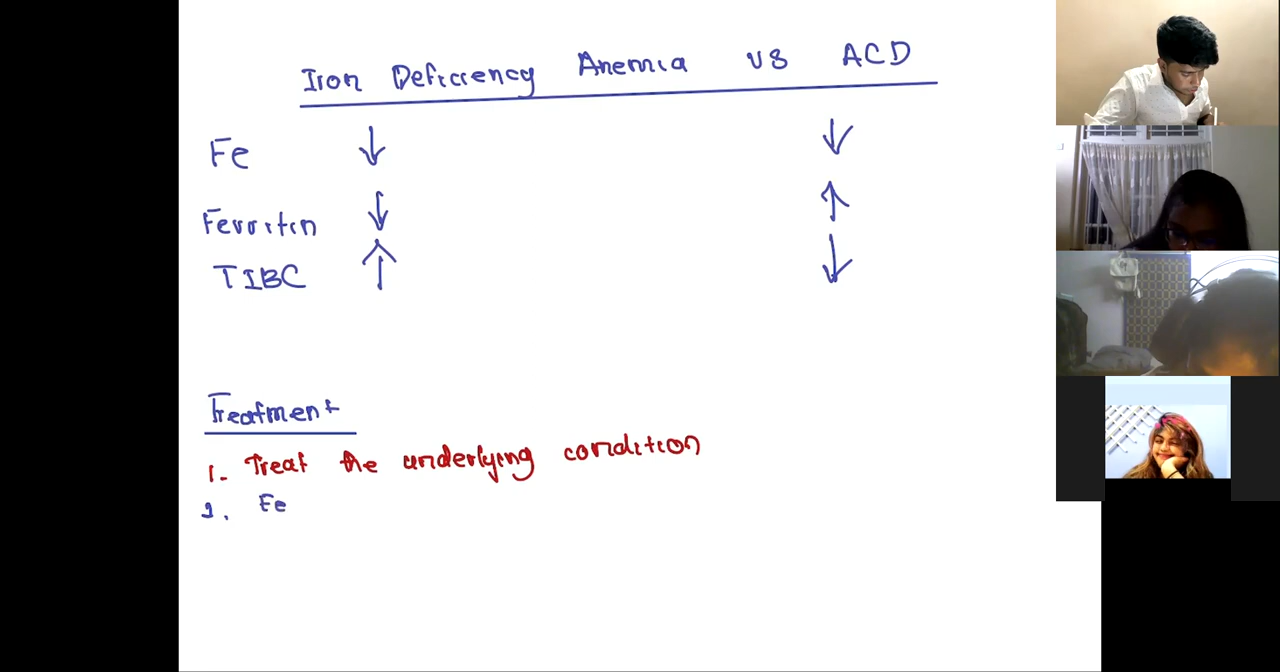 Iron Deficiency Anemia vs ACD
Fe ↓ ↓
Ferritin ↓ ↑
TIBC ↑ ↓
Treatment
1. Treat the underlying condition
2. Fe